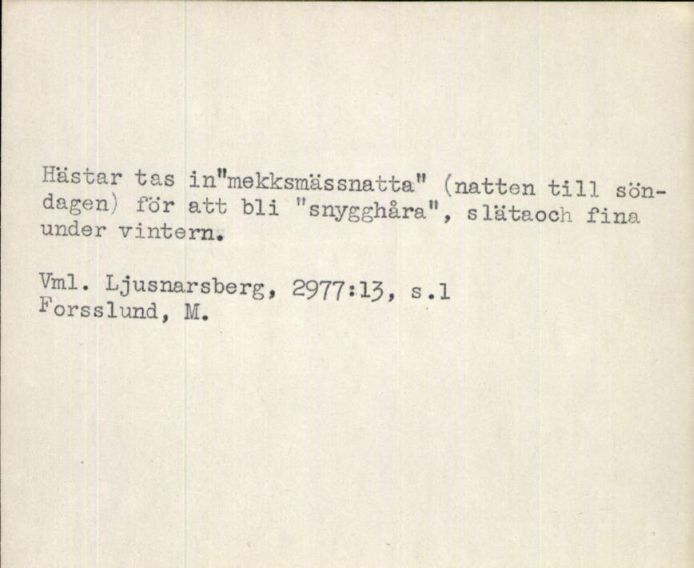 Hästar tas in"mekksmässnatta" (natten till sön-
dagen) för att bli "snygghåra", slätaoch fina
under vintern.
Vml. Ljusnarsberg, 2977:13, s.1
Forsslund, M.